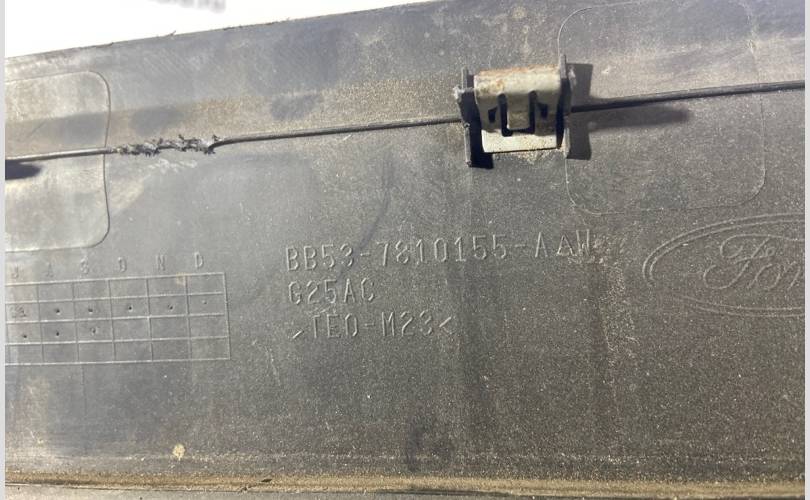 J A S O N D
BB53-7810155-AAW
G25AC
>TEO-M23<
Ford